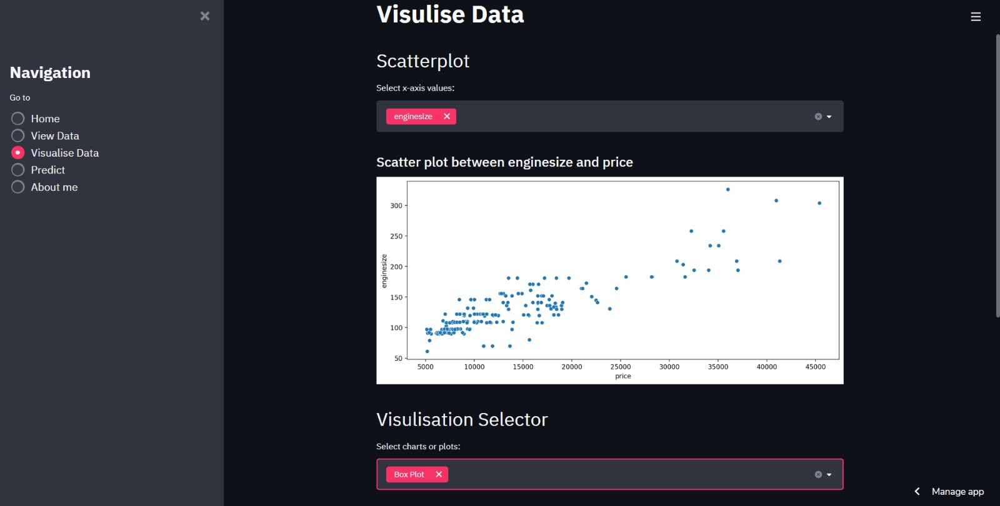 Navigation
Go to
Home
View Data
Visualise Data
Predict
About me
Visulise Data
Scatterplot
Select x-axis values:
enginesize
Scatter plot between enginesize and price
300
250
200
150
100
50
enginesize
5000 10000 15000 20000 25000 30000 35000 40000 45000
price
Visulisation Selector
Select charts or plots:
Box Plot
Manage app